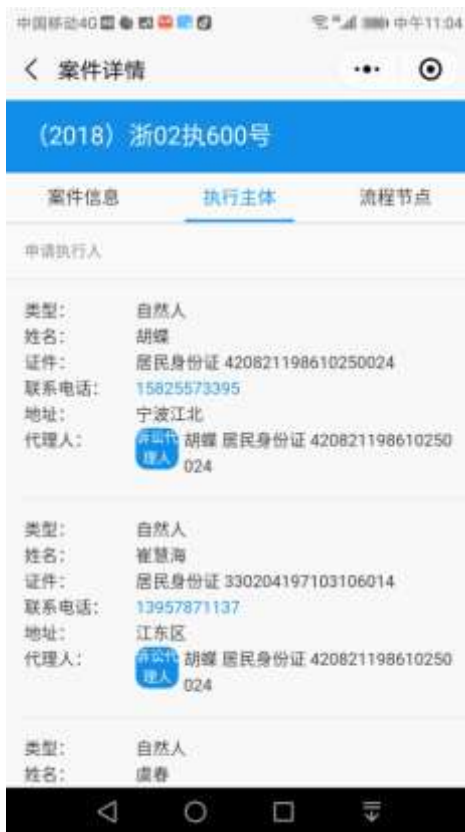 中国移动4G
中午11:04
案件详情
(2018) 浙02执600号
案件信息 执行主体 流程节点
申请执行人
类型: 自然人
姓名: 胡蝶
证件: 居民身份证 420821198610250024
联系电话: 15825573395
地址: 宁波江北
代理人: 诉讼代理人 胡蝶 居民身份证 420821198610250
024
类型: 自然人
姓名: 崔慧海
证件: 居民身份证 330204197103106014
联系电话: 13957871137
地址: 江东区
代理人: 诉讼代理人 胡蝶 居民身份证 420821198610250
024
类型: 自然人
姓名: 虞春